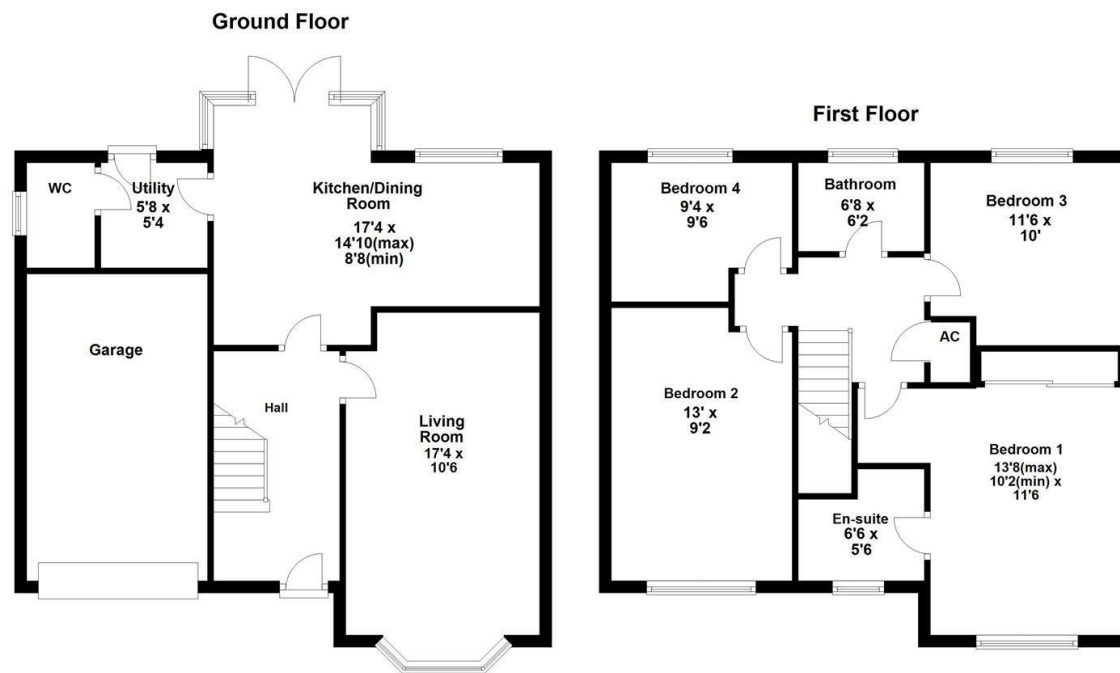 Ground Floor
WC
Utility
5'8 x
5'4
Kitchen/Dining
Room
17'4 x
14'10(max)
8'8(min)
Garage
Hall
Living
Room
17'4 x
10'6
First Floor
Bedroom 4
9'4 x
9'6
Bathroom
6'8 x
6'2
Bedroom 3
11'6 x
10'
AC
Bedroom 2
13' x
9'2
Bedroom 1
13'8(max)
10'2(min) x
11'6
En-suite
6'6 x
5'6